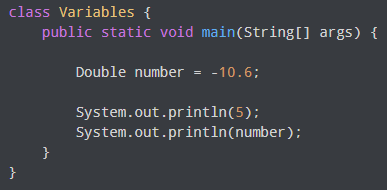 class Variables {
    public static void main(String[] args) {

        Double number = -10.6;

        System.out.println(5);
        System.out.println(number);
    }
}